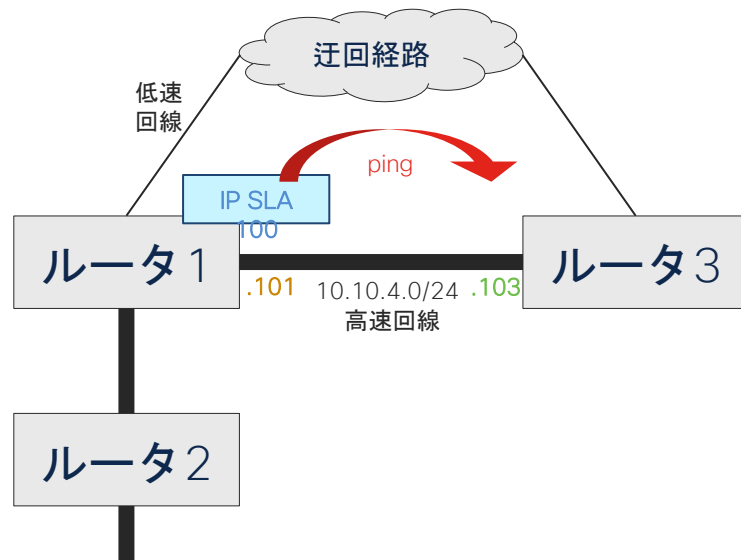 迂回経路
低速
回線
ping
IP SLA
100
ルータ1
ルータ3
.101
10.10.4.0/24
.103
高速回線
ルータ2